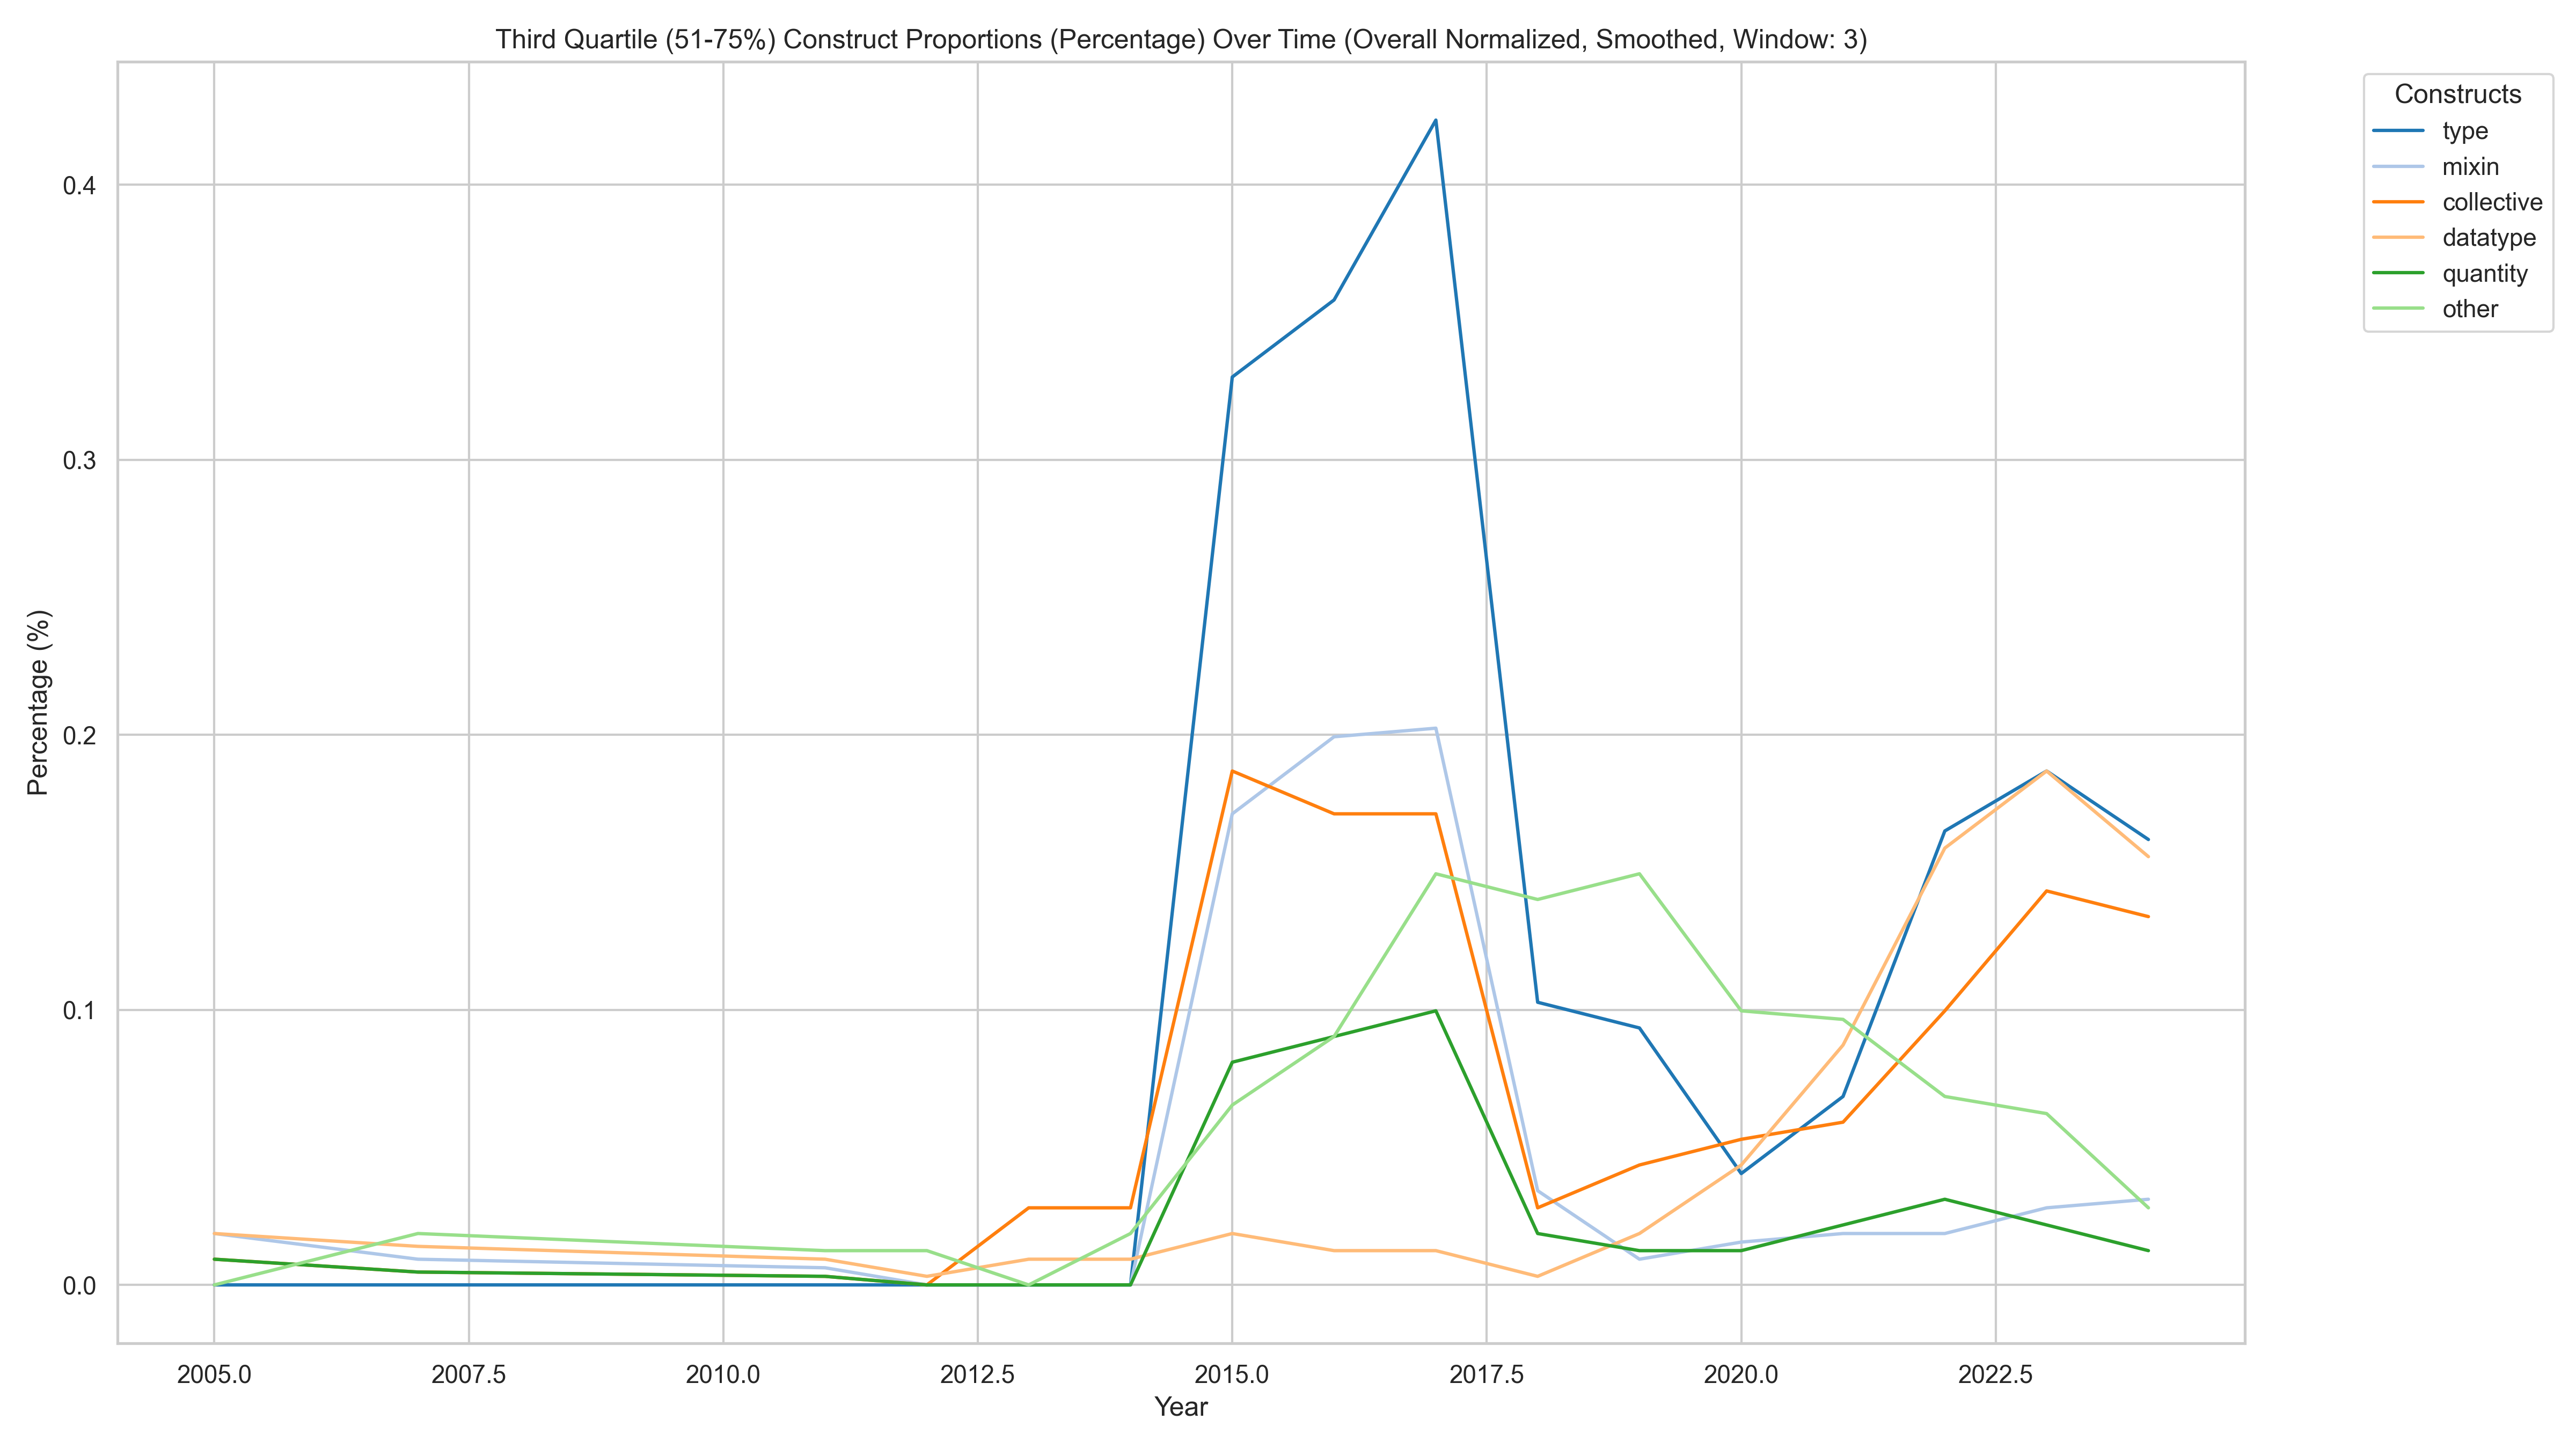 Third Quartile (51-75%) Construct Proportions (Percentage) Over Time (Overall Normalized, Smoothed, Window: 3)
Constructs
type
mixin
collective
datatype
quantity
other
Percentage (%)
0.4
0.3
0.2
0.1
0.0
2005.0 2007.5 2010.0 2012.5 2015.0 2017.5 2020.0 2022.5
Year